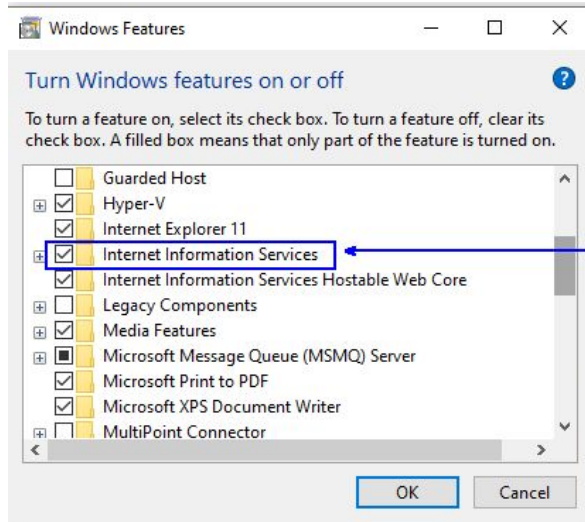 Windows Features
Turn Windows features on or off
To turn a feature on, select its check box. To turn a feature off, clear its
check box. A filled box means that only part of the feature is turned on.
Guarded Host
Hyper-V
Internet Explorer 11
Internet Information Services
Internet Information Services Hostable Web Core
Legacy Components
Media Features
Microsoft Message Queue (MSMQ) Server
Microsoft Print to PDF
Microsoft XPS Document Writer
MultiPoint Connector
OK Cancel